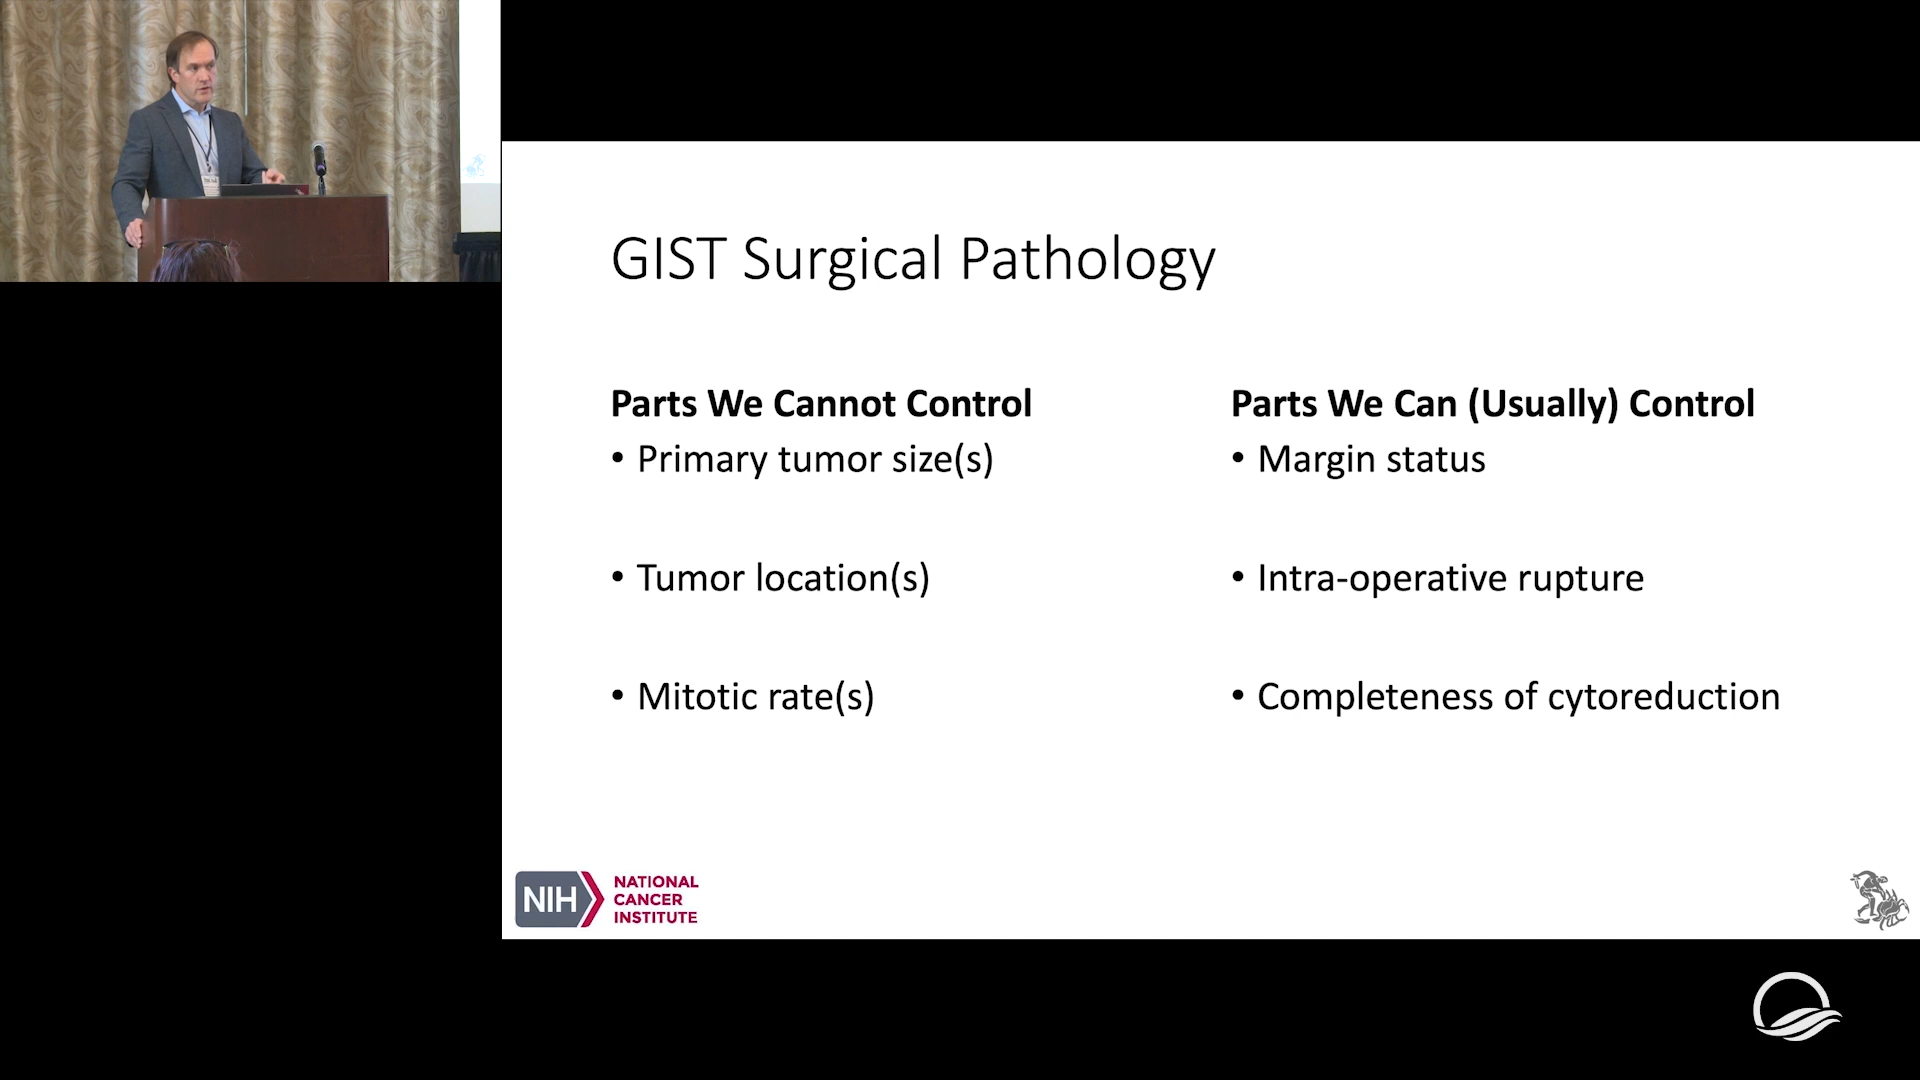 GIST Surgical Pathology
Parts We Cannot Control
• Primary tumor size(s)
• Tumor location(s)
• Mitotic rate(s)
Parts We Can (Usually) Control
• Margin status
• Intra-operative rupture
• Completeness of cytoreduction
NIH
NATIONAL
CANCER
INSTITUTE